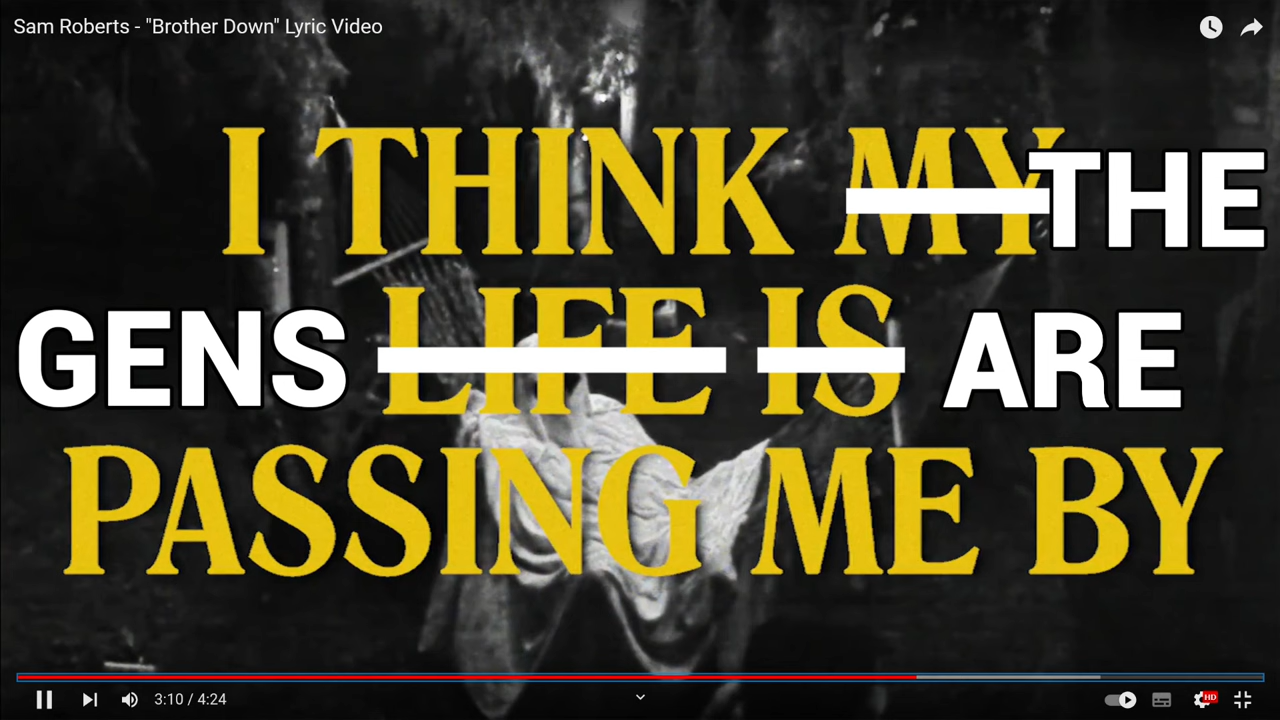 Sam Roberts - "Brother Down" Lyric Video
I THINK MY THE
GENS LIFE IS ARE
PASSING ME BY
3:10 / 4:24
HD